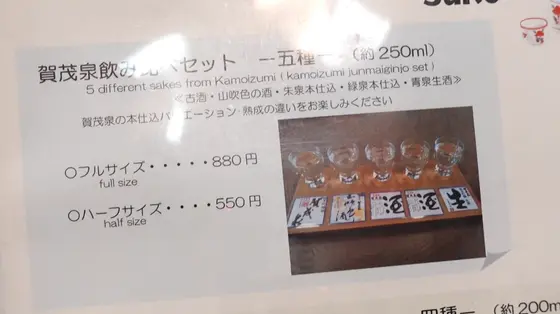 Sake
賀茂泉飲み比べセット ー五種ー (約250ml)
5 different sakes from Kamoizumi ( kamoizumi junmaiginjo set )
≪古酒・山吹色の酒・朱泉本仕込・緑泉本仕込・青泉生酒≫
賀茂泉の本仕込バリエーション 熟成の違いをお楽しみください
○フルサイズ・・・・・880円
full size
○ハーフサイズ・・・・550円
half size
酒 酒 生
四種ー (約200m